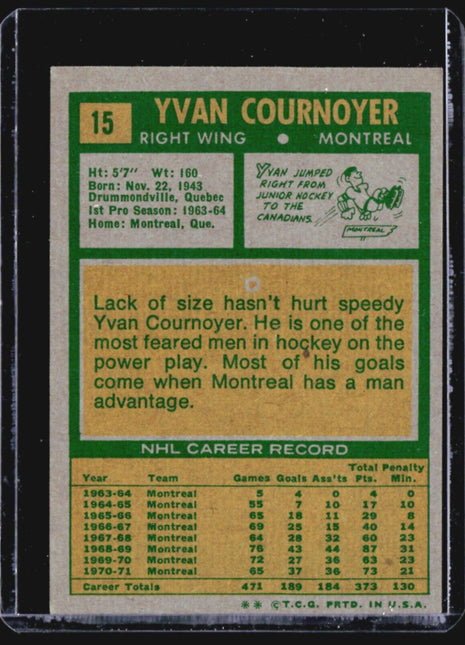 15
YVAN COURNOYER
RIGHT WING ● MONTREAL
Ht: 5'7" Wt: 160
Born: Nov. 22, 1943
Drummondville, Quebec
1st Pro Season: 1963-64
Home: Montreal, Que.
YVAN JUMPED
RIGHT FROM
JUNIOR HOCKEY
TO THE
CANADIANS.
MONTREAL
Lack of size hasn't hurt speedy
Yvan Cournoyer. He is one of the
most feared men in hockey on the
power play. Most of his goals
come when Montreal has a man
advantage.
NHL CAREER RECORD
Total Penalty
Year Team Games Goals Ass'ts Pts. Min.
1963-64 Montreal 5 4 0 4 0
1964-65 Montreal 55 7 10 17 10
1965-66 Montreal 65 18 11 29 8
1966-67 Montreal 69 25 15 40 14
1967-68 Montreal 64 28 32 60 23
1968-69 Montreal 76 43 44 87 31
1969-70 Montreal 72 27 36 63 23
1970-71 Montreal 65 37 36 73 21
Career Totals 471 189 184 373 130
** © T.C.G. PRTD. IN U.S.A.